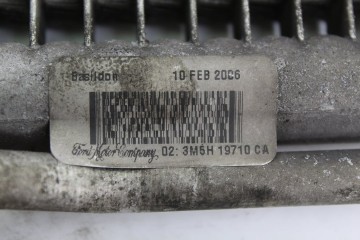 Basildon 10 FEB 2006
Ford Motor Company, 02: 3M5H 19710 CA